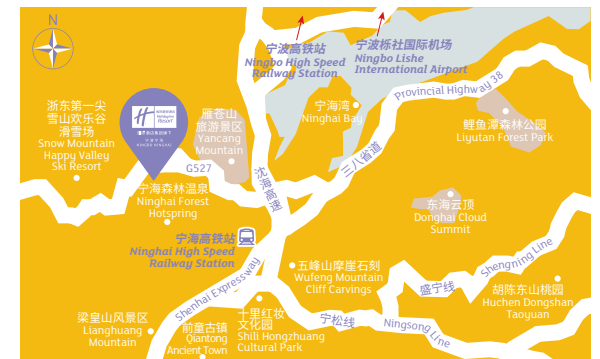 N
宁波高铁站
Ningbo High Speed
Railway Station
宁波栎社国际机场
Ningbo Lishe
International Airport
浙东第一尖
雪山欢乐谷
滑雪场
Snow Mountain
Happy Valley
Ski Resort
H
Holiday Inn
Resort
雁苍山
旅游景区
Yancang
Mountain
宁海湾
Ninghai Bay
Provincial Highway 38
鲤鱼潭森林公园
Liyutan Forest Park
G527
沈海高速
三八省道
宁海森林温泉
Ninghai Forest
Hotspring
东海云顶
Donghai Cloud
Summit
宁海高铁站
Ninghai High Speed
Railway Station
Shenhai Expressway
五峰山摩崖石刻
Wufeng Mountain
Cliff Carvings
盛宁线
Shengning Line
胡陈东山桃园
Huchen Dongshan
Taoyuan
梁皇山风景区
Lianghuang
Mountain
前童古镇
Qiantong
Ancient Town
十里红妆
文化园
Shili Hongzhuang
Cultural Park
宁松线
Ningsong Line